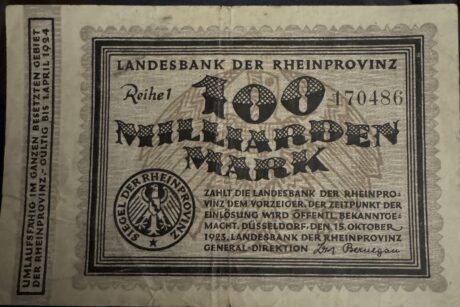 UMLAUFSFÄHIG IM GANZEN BESETZTEN GEBIET
DER RHEINPROVINZ.-GÜLTIG BIS 1.APRIL 1924
LANDESBANK DER RHEINPROVINZ
Reihe 1
100
170486
MILLIARDEN
MARK
SIEGEL DER RHEINPROVINZ
ZAHLT DIE LANDESBANK DER RHEINPRO=
VINZ DEM VORZEIGER. DER ZEITPUNKT DER
EINLÖSUNG WIRD ÖFFENTL. BEKANNTGE=
MACHT. DÜSSELDORF, DEN 15. OKTOBER
1923. LANDESBANK DER RHEINPROVINZ
GENERAL-DIREKTION